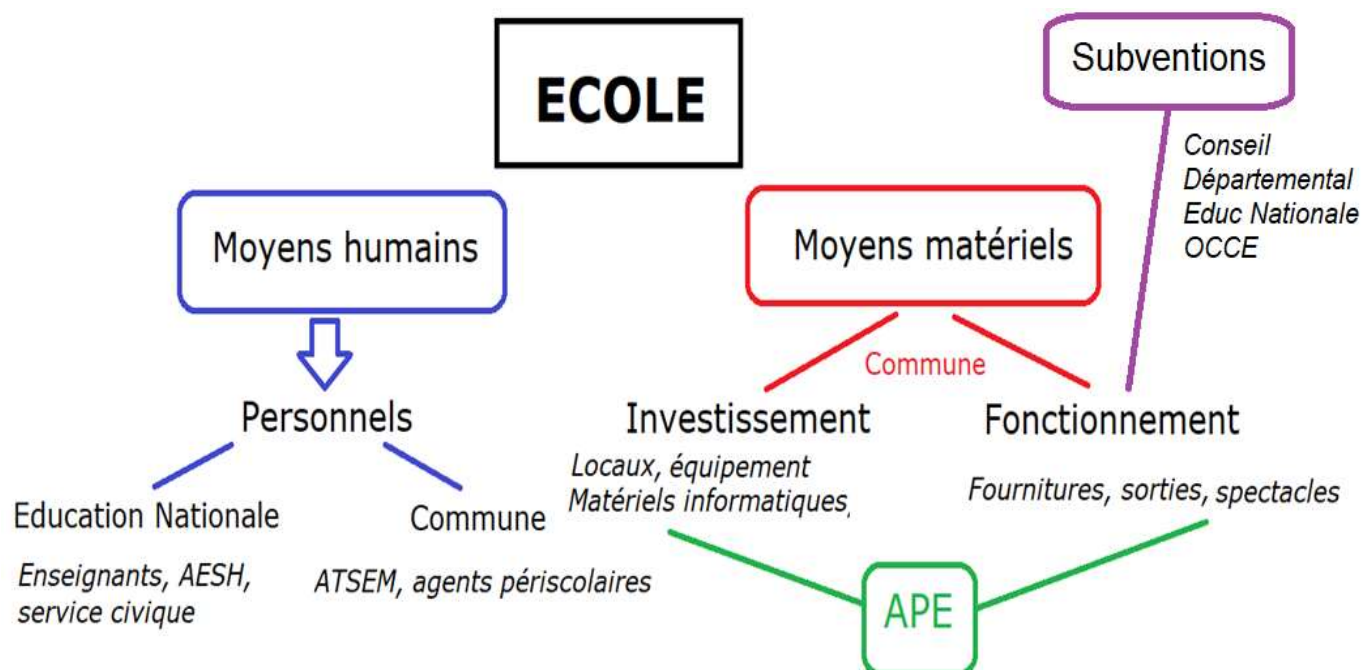 ECOLE
Subventions
Conseil
Départemental
Educ Nationale
OCCE
Moyens humains
Moyens matériels
Commune
Personnels
Investissement
Fonctionnement
Locaux, équipement
Matériels informatiques,
Fournitures, sorties, spectacles
Education Nationale
Commune
Enseignants, AESH,
service civique
ATSEM, agents périscolaires
APE